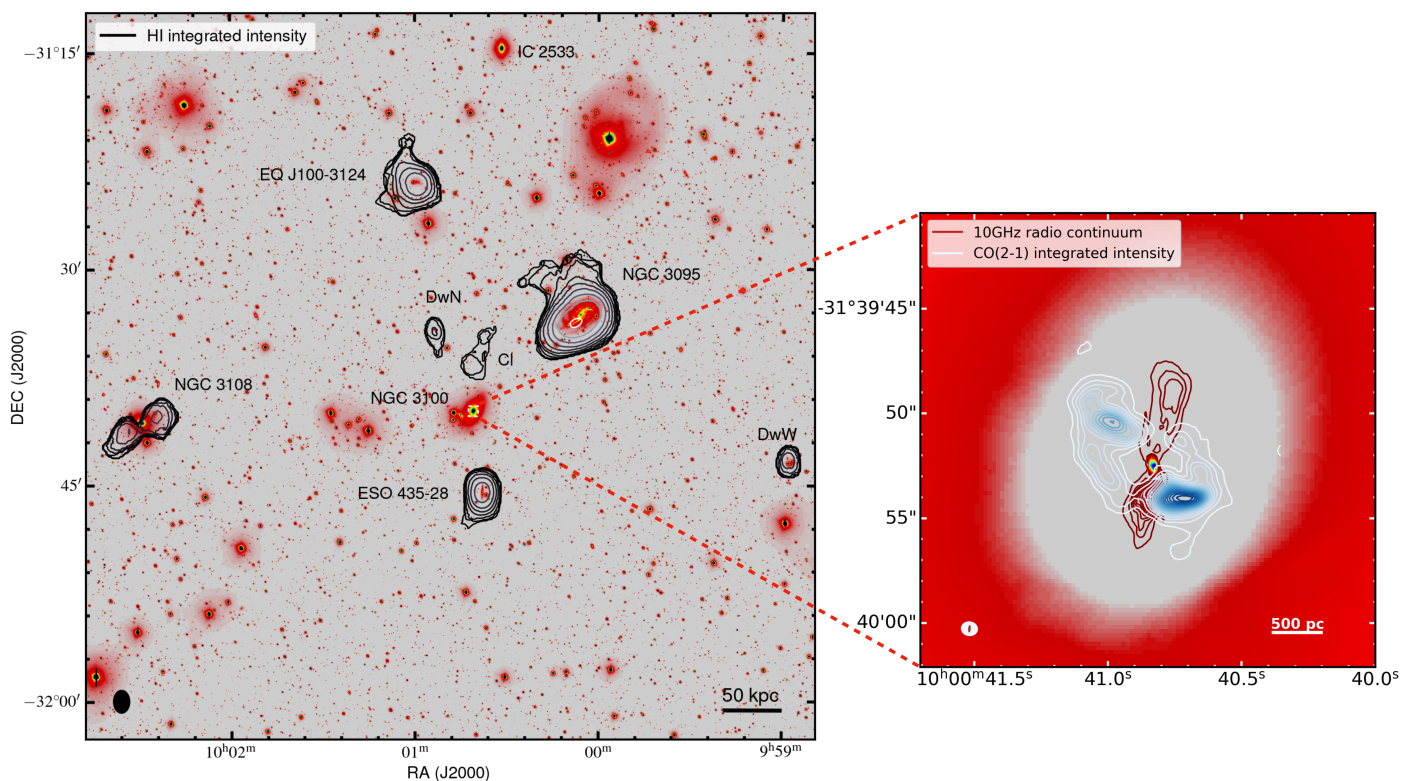 HI integrated intensity
IC 2533
EQ J100-3124
NGC 3095
DwN
Cl
NGC 3108
NGC 3100
DwW
ESO 435-28
50 kpc
−31°15′
30′
45′
−32°00′
DEC (J2000)
10ʰ02ᵐ
01ᵐ
00ᵐ
9ʰ59ᵐ
RA (J2000)
10GHz radio continuum
CO(2-1) integrated intensity
-31°39'45"
50"
55"
40'00"
500 pc
10ʰ00ᵐ41.5ˢ
41.0ˢ
40.5ˢ
40.0ˢ